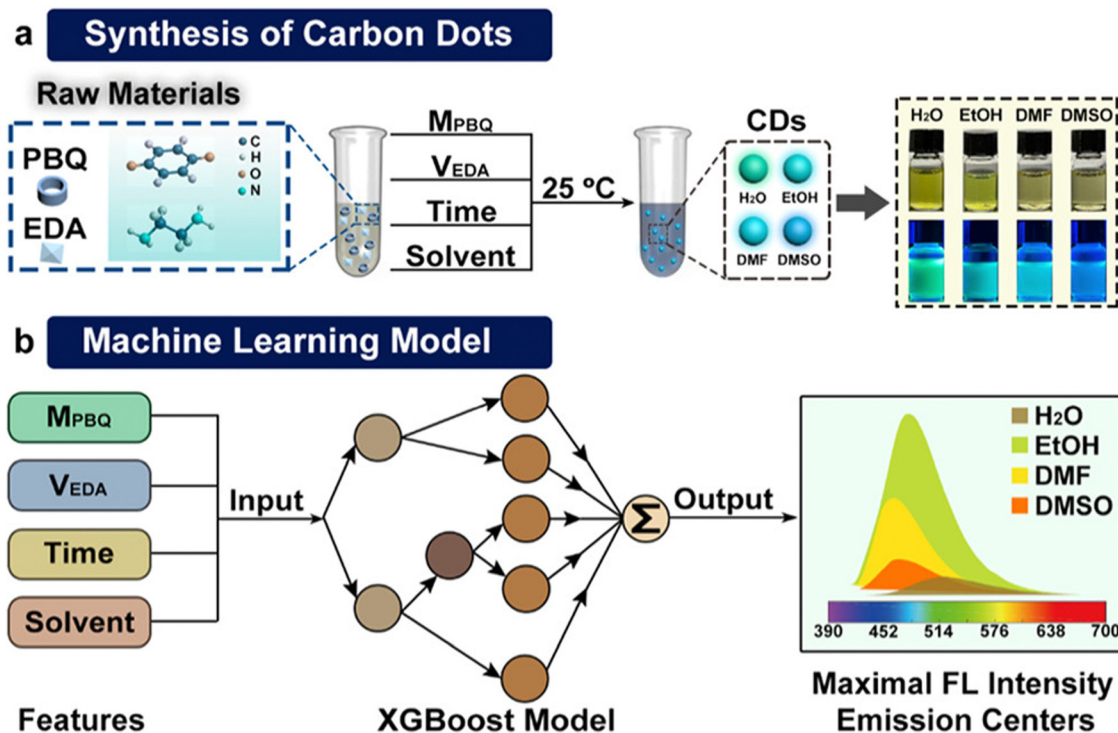 a
Synthesis of Carbon Dots
Raw Materials
PBQ
EDA
C
H
O
N
MPBQ
VEDA
Time
Solvent
25 ºC
CDs
H₂O
EtOH
DMF
DMSO
H₂O EtOH DMF DMSO
b
Machine Learning Model
MPBQ
VEDA
Time
Solvent
Features
Input
XGBoost Model
Σ
Output
H₂O
EtOH
DMF
DMSO
390 452 514 576 638 700
Maximal FL Intensity
Emission Centers